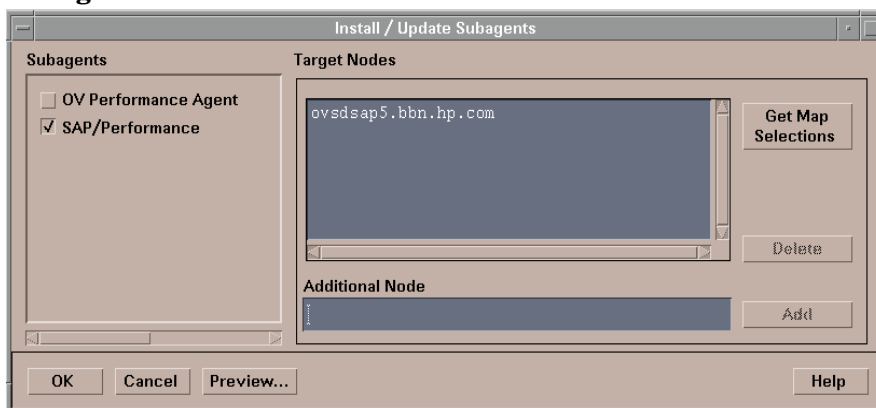 Install / Update Subagents
Subagents
Target Nodes
OV Performance Agent
SAP/Performance
ovsdsap5.bbn.hp.com
Get Map
Selections
Delete
Additional Node
Add
OK
Cancel
Preview...
Help